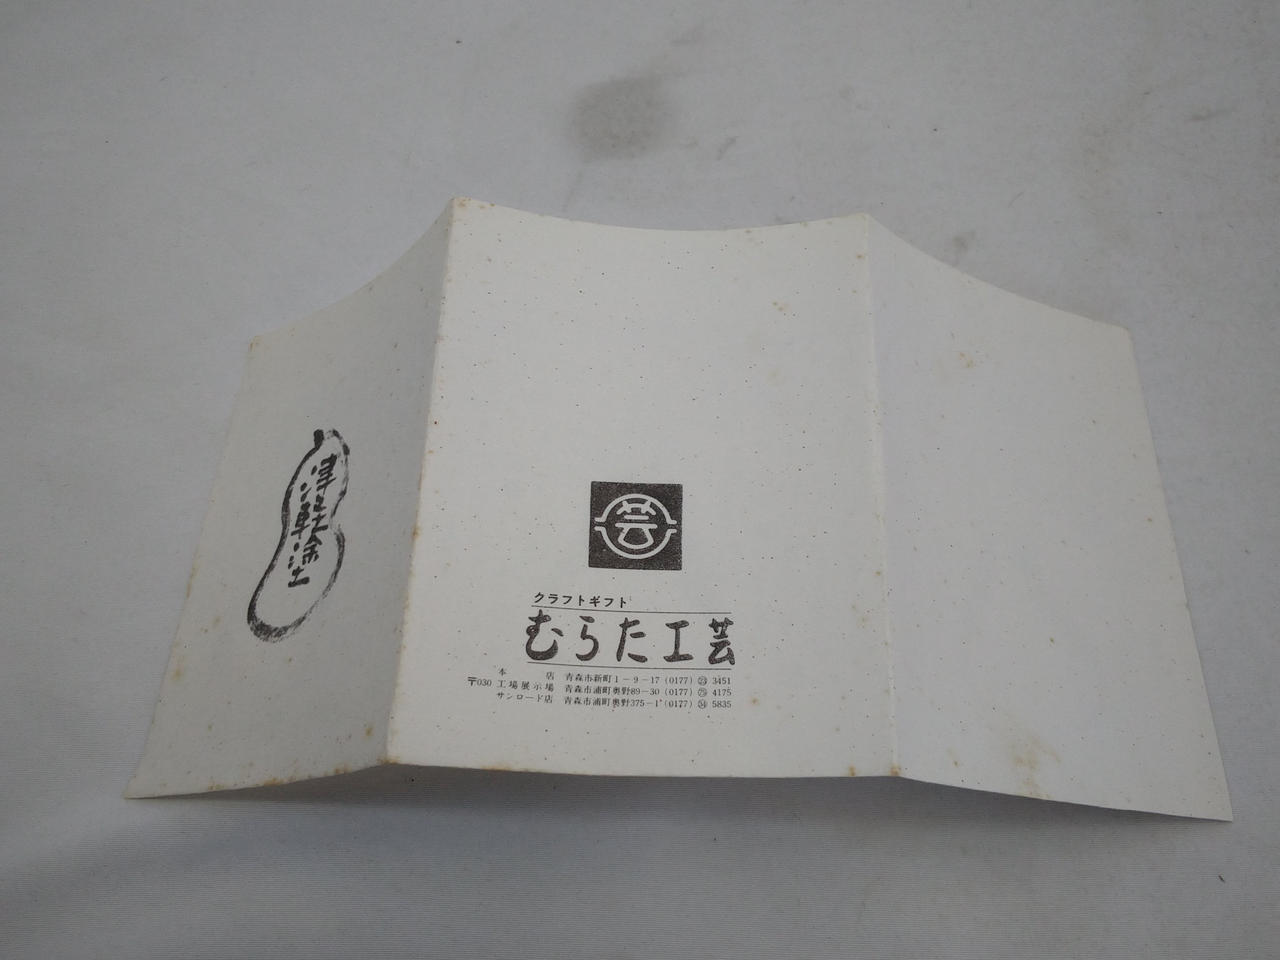 津軽塗
芸
クラフトギフト
むらた工芸
本店 青森市新町1-9-17(0177)㉓3451
〒030 工場展示場 青森市浦町奥野89-30(0177)㉕4175
サンロード店 青森市浦町奥野375-1(0177)㉞5835